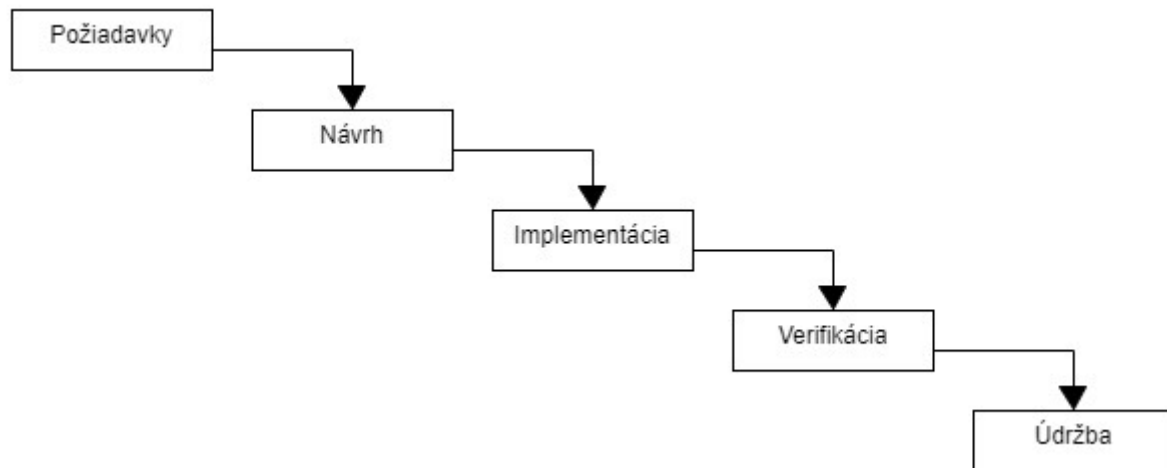 Požiadavky
Návrh
Implementácia
Verifikácia
Údržba